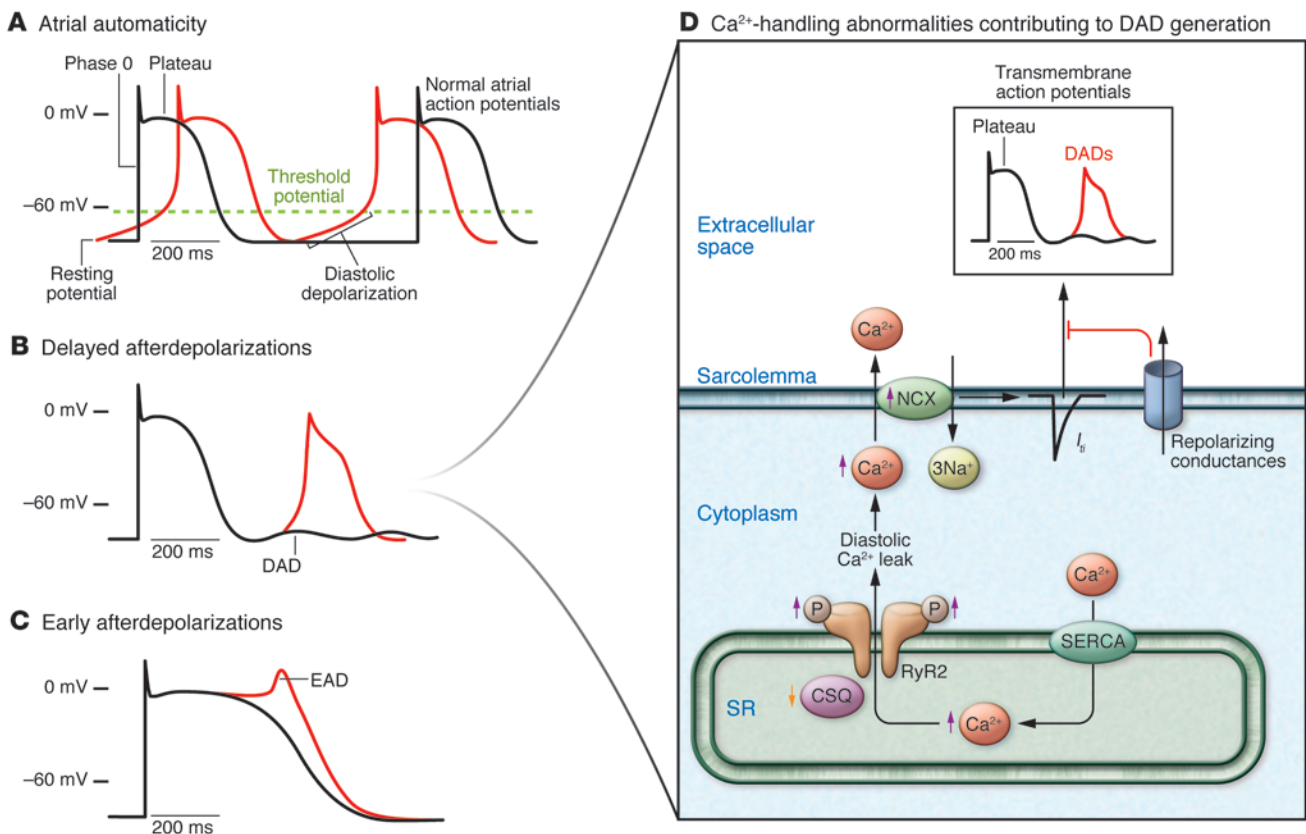 A Atrial automaticity
Phase 0
Plateau
Normal atrial
action potentials
0 mV
Threshold
potential
–60 mV
200 ms
Resting
potential
Diastolic
depolarization
B Delayed afterdepolarizations
0 mV
–60 mV
200 ms
DAD
C Early afterdepolarizations
0 mV
EAD
–60 mV
200 ms
D Ca²⁺-handling abnormalities contributing to DAD generation
Transmembrane
action potentials
Plateau
DADs
200 ms
Extracellular
space
Ca²⁺
Sarcolemma
NCX
Iti
Repolarizing
conductances
Ca²⁺
3Na⁺
Cytoplasm
Diastolic
Ca²⁺ leak
Ca²⁺
P
P
SERCA
RyR2
CSQ
SR
Ca²⁺